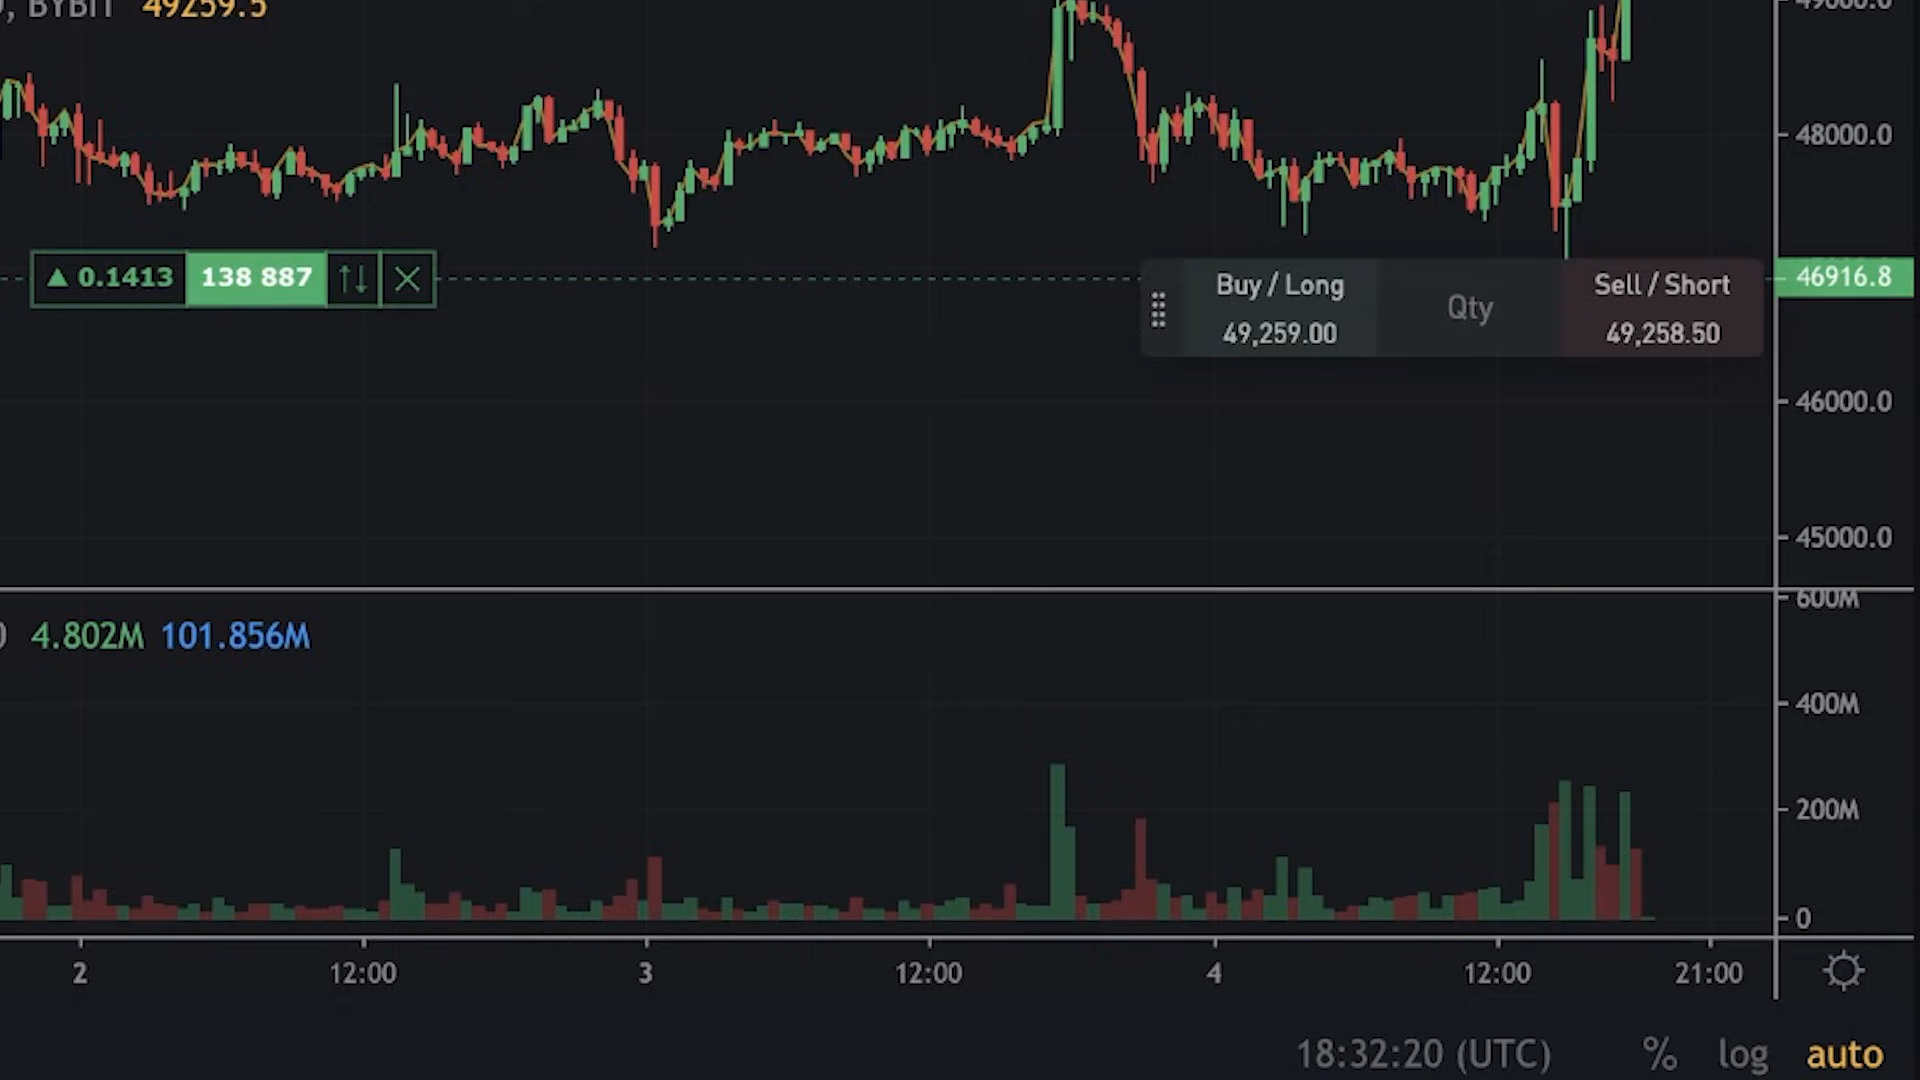 BYBIT 49259.5
49000.0
48000.0
▲ 0.1413 138 887
46916.8
Buy / Long
49,259.00
Qty
Sell / Short
49,258.50
46000.0
45000.0
600M
4.802M 101.856M
400M
200M
0
2 12:00 3 12:00 4 12:00 21:00
18:32:20 (UTC) % log auto